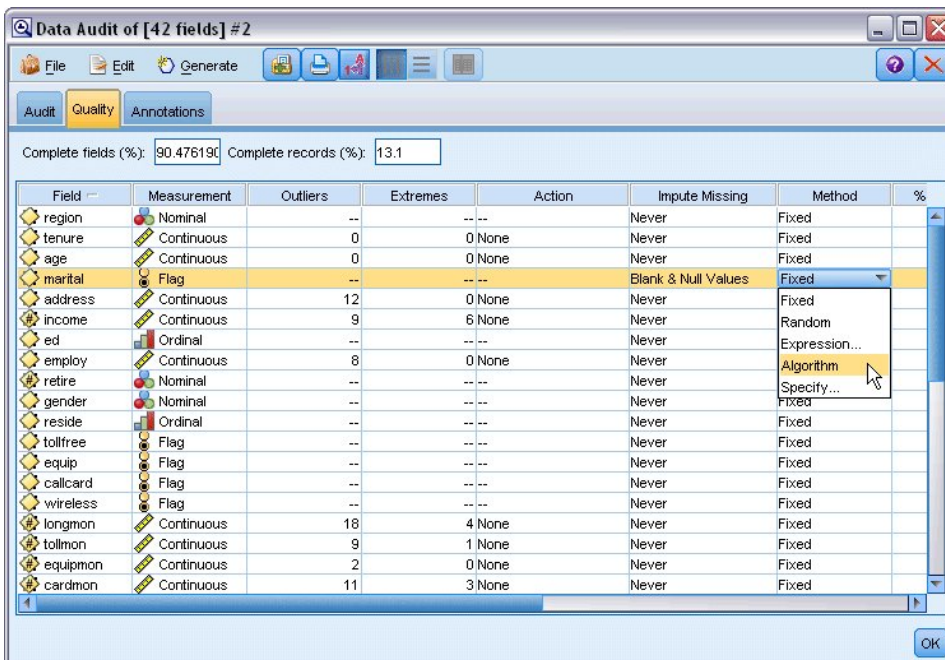 Data Audit of [42 fields] #2
File Edit Generate
Audit Quality Annotations
Complete fields (%): 90.476190 Complete records (%): 13.1
Field Measurement Outliers Extremes Action Impute Missing Method %
region Nominal -- -- -- Never Fixed
tenure Continuous 0 0 None Never Fixed
age Continuous 0 0 None Never Fixed
marital Flag -- -- -- Blank & Null Values Fixed
address Continuous 12 0 None Never Fixed
income Continuous 9 6 None Never Random
ed Ordinal -- -- -- Never Expression...
employ Continuous 8 0 None Never Algorithm
retire Nominal -- -- -- Never Specify...
gender Nominal -- -- -- Never Fixed
reside Ordinal -- -- -- Never Fixed
tollfree Flag -- -- -- Never Fixed
equip Flag -- -- -- Never Fixed
callcard Flag -- -- -- Never Fixed
wireless Flag -- -- -- Never Fixed
longmon Continuous 18 4 None Never Fixed
tollmon Continuous 9 1 None Never Fixed
equipmon Continuous 2 0 None Never Fixed
cardmon Continuous 11 3 None Never Fixed
OK